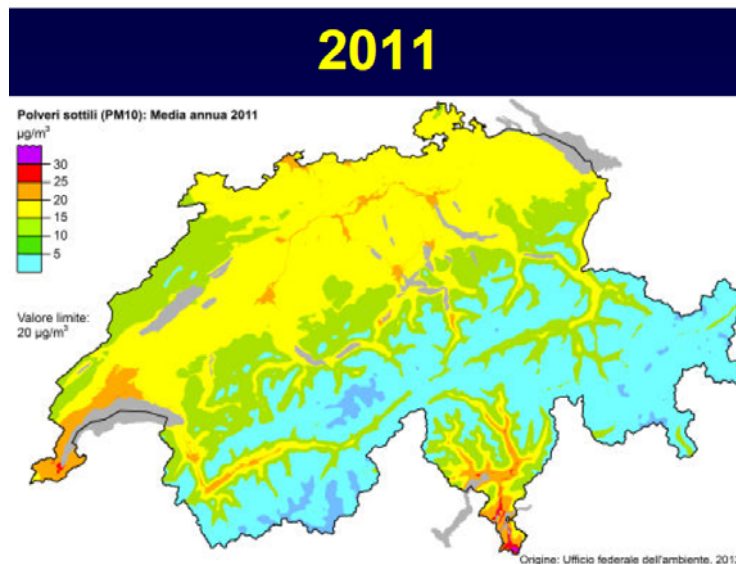 2011
Polveri sottili (PM10): Media annua 2011
µg/m³
30
25
20
15
10
5
Valore limite:
20 µg/m³
Origine: Ufficio federale dell'ambiente,